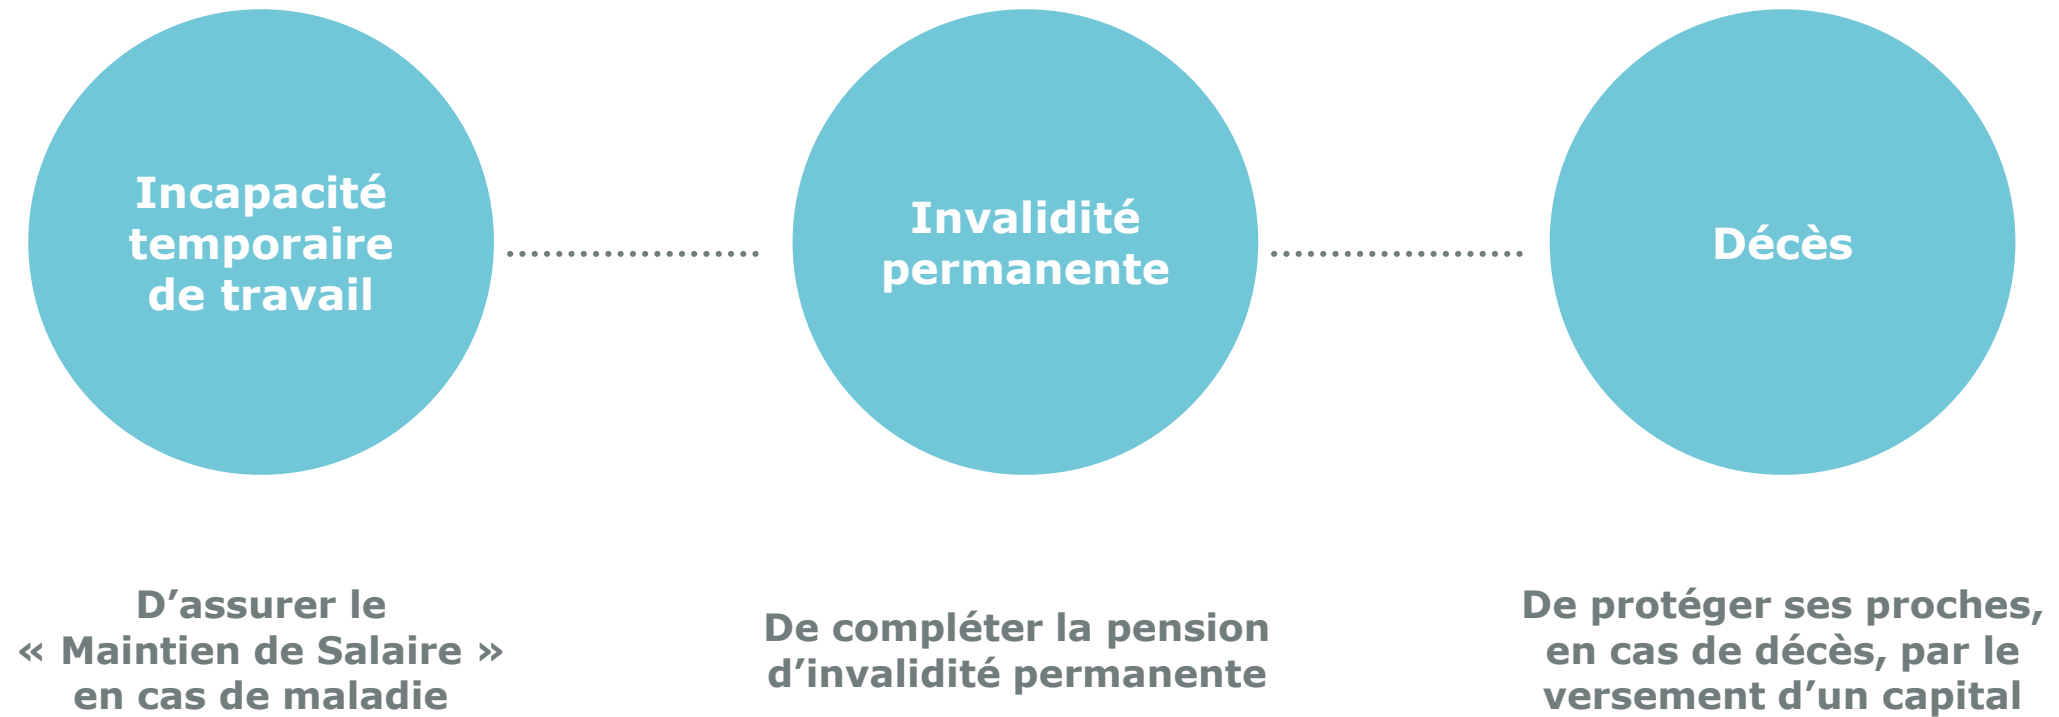 Incapacité
temporaire
de travail
Invalidité
permanente
Décès
D’assurer le
« Maintien de Salaire »
en cas de maladie
De compléter la pension
d’invalidité permanente
De protéger ses proches,
en cas de décès, par le
versement d’un capital